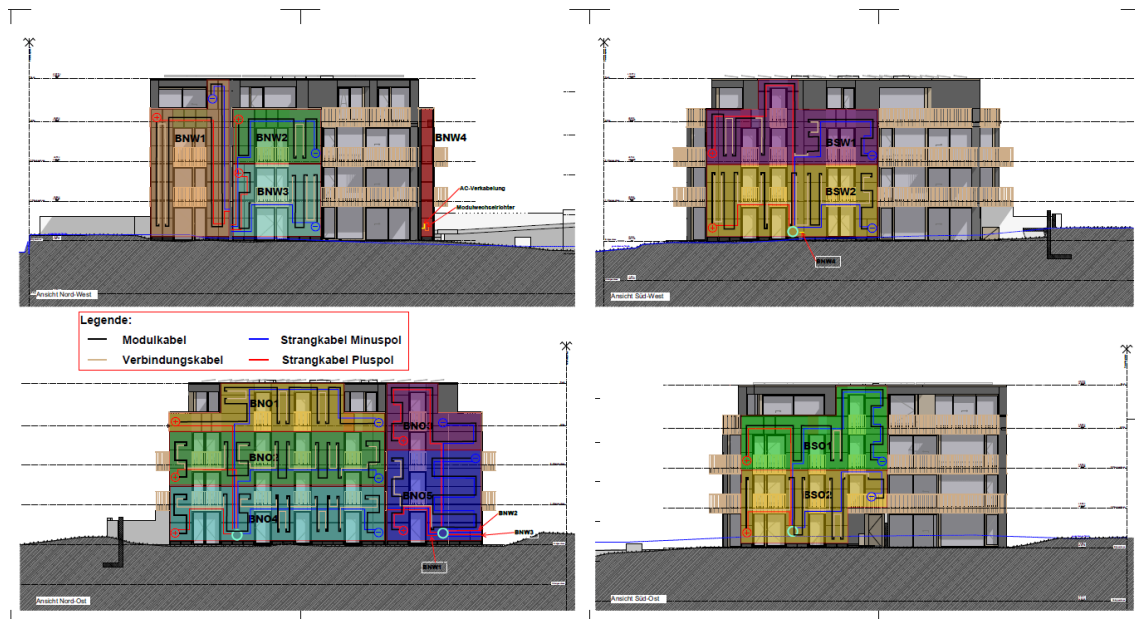 BNW1
BNW2
BNW4
BNW3
AC-Verkabelung
Modulwechselrichter
Ansicht Nord-West
BSW1
BSW2
BNW4
Ansicht Süd-West
Legende:
Modulkabel
Strangkabel Minuspol
Verbindungskabel
Strangkabel Pluspol
BNO1
BNO2
BNO3
BNO4
BNO5
BNW2
BNW3
BNW1
Ansicht Nord-Ost
BSO1
BSO2
Ansicht Süd-Ost